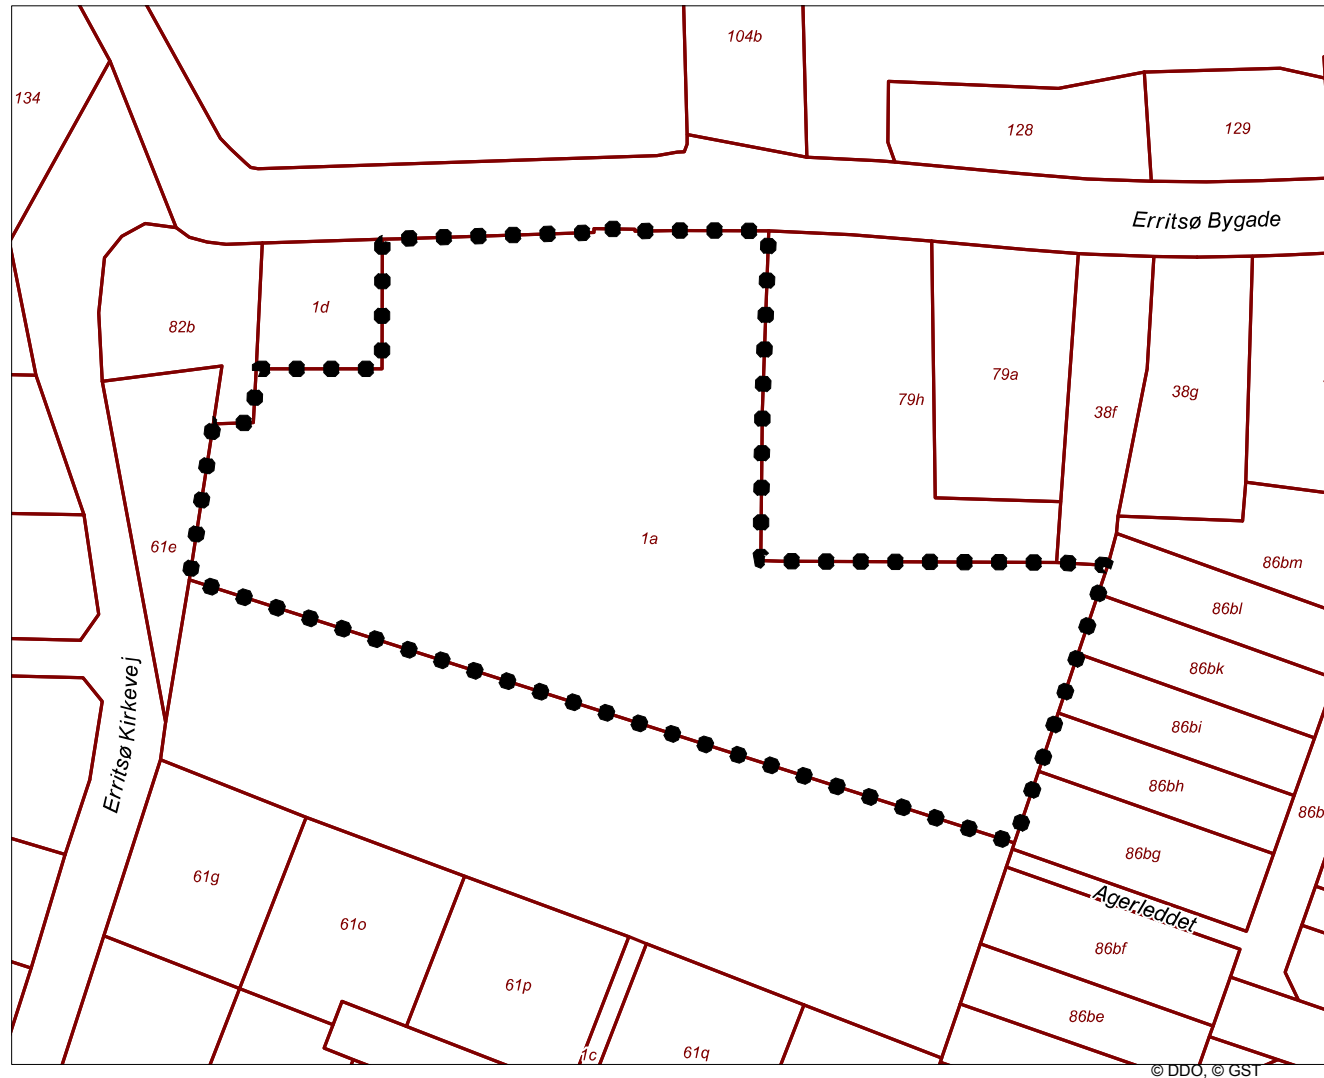 104b
134
128
129
Erritsø Bygade
1d
82b
79a
79h
38f
38g
1a
61e
86bm
86bl
86bk
86bi
86bh
86b
86bg
Erritsø Kirkevej
61g
61o
Agerleddet
86bf
61p
86be
1c
61q
© DDO, © GST